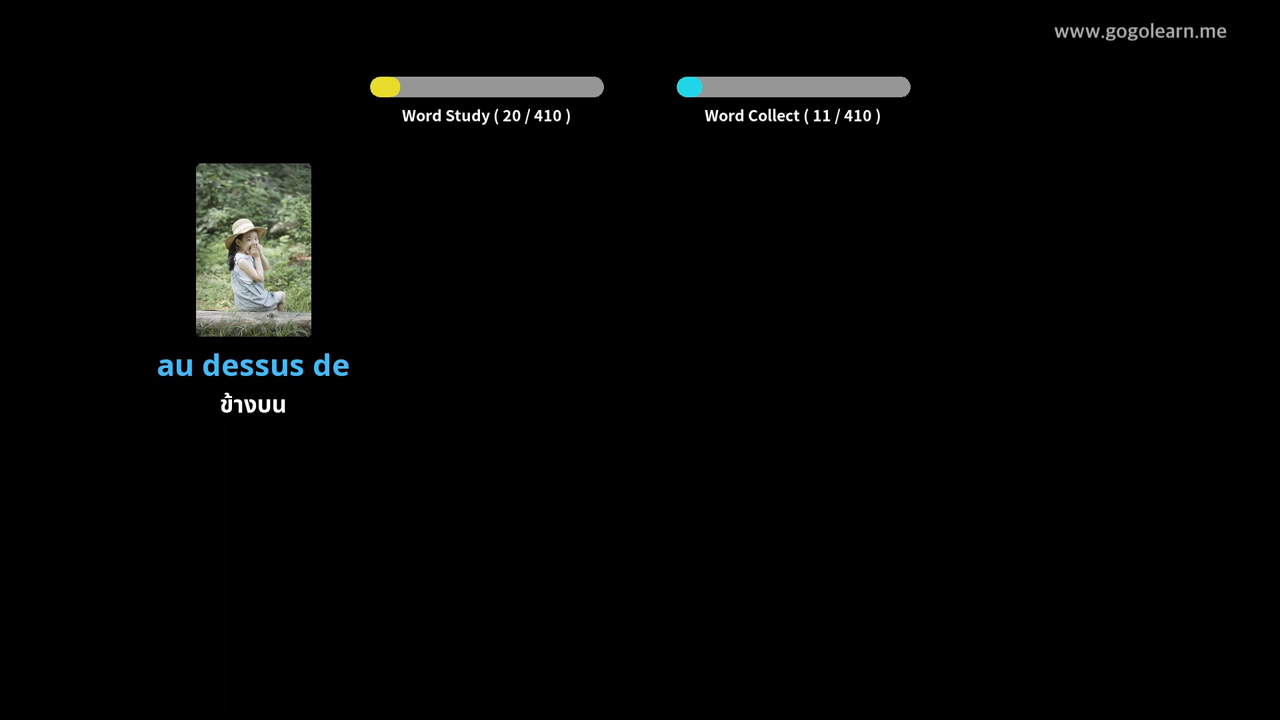 www.gogolearn.me
Word Study ( 20 / 410 )
Word Collect ( 11 / 410 )
au dessus de
ข้างบน